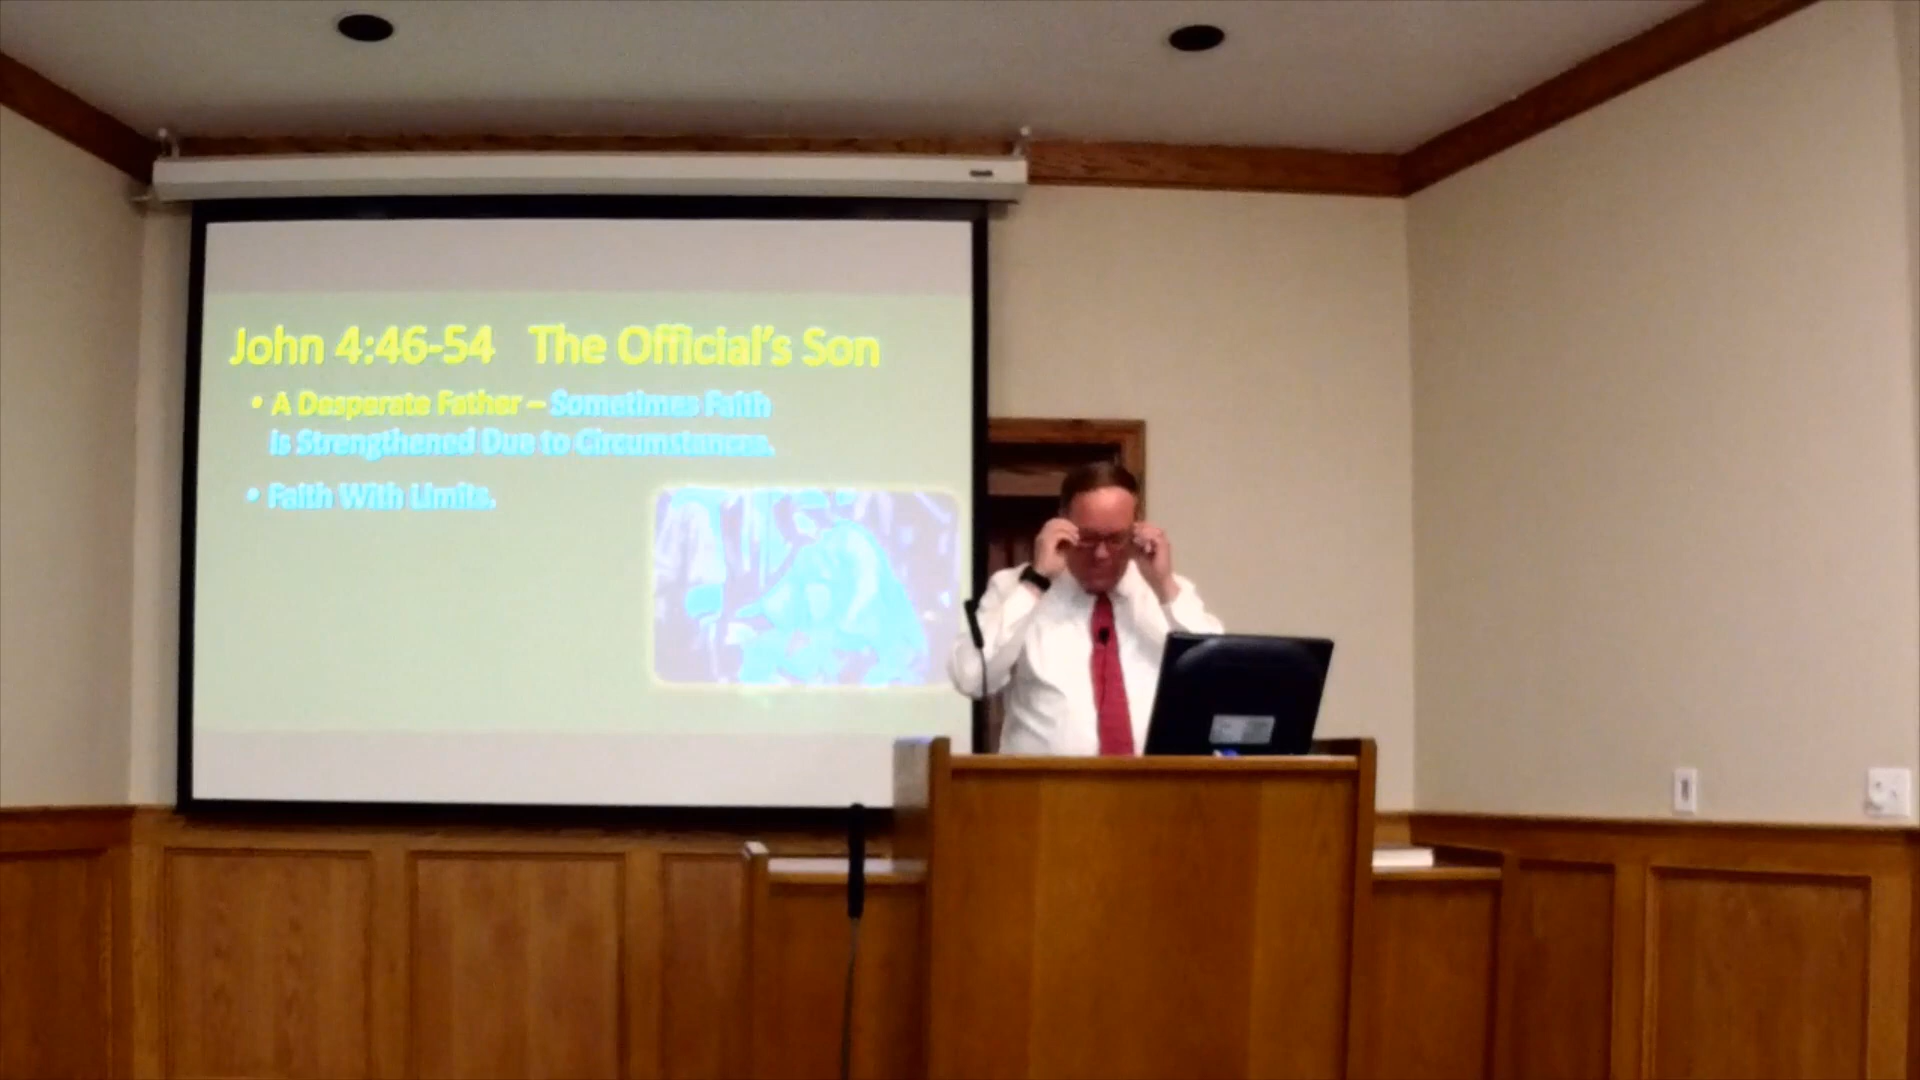 John 4:46-54 The Official's Son
• A Desperate Father – Sometimes Faith
is Strengthened Due to Circumstances.
• Faith With Limits.